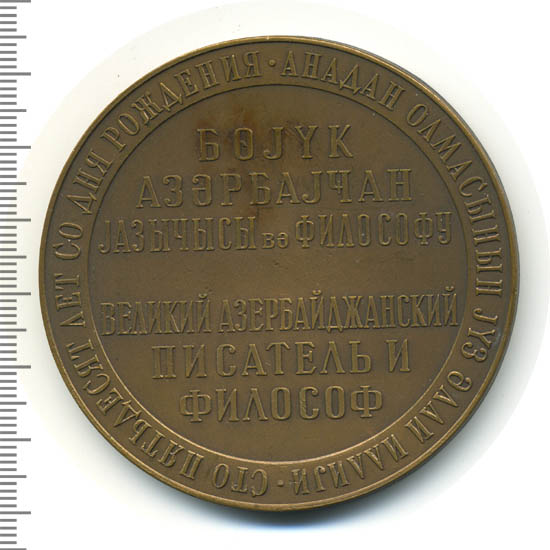 АНАДАН ОЛМАСЫНЫН ЈҮЗ ӘЛЛИ ИЛЛИЈИ · СТО ПЯТЬДЕСЯТ ЛЕТ СО ДНЯ РОЖДЕНИЯ ·
БӨЈҮК
АЗӘРБАЈҸАН
ЈАЗЫЧЫСЫ вә ФИЛОСОФУ
ВЕЛИКИЙ АЗЕРБАЙДЖАНСКИЙ
ПИСАТЕЛЬ И
ФИЛОСОФ